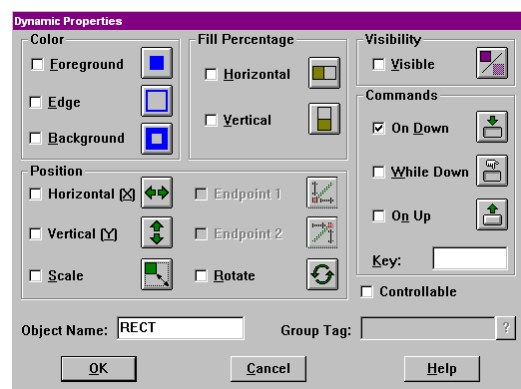 Dynamic Properties
Color
Foreground
Edge
Background
Fill Percentage
Horizontal
Vertical
Visibility
Visible
Commands
On Down
While Down
On Up
Key:
Position
Horizontal (X)
Vertical (Y)
Scale
Endpoint 1
Endpoint 2
Rotate
Controllable
Object Name: RECT
Group Tag: ?
OK Cancel Help